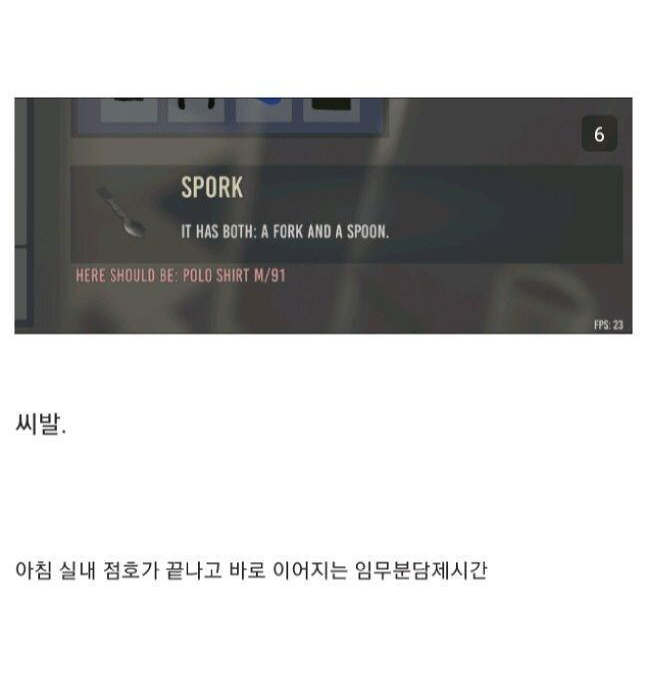 6
SPORK
IT HAS BOTH: A FORK AND A SPOON.
HERE SHOULD BE: POLO SHIRT M/91
FPS: 23
씨발.
아침 실내 점호가 끝나고 바로 이어지는 임무분담제시간